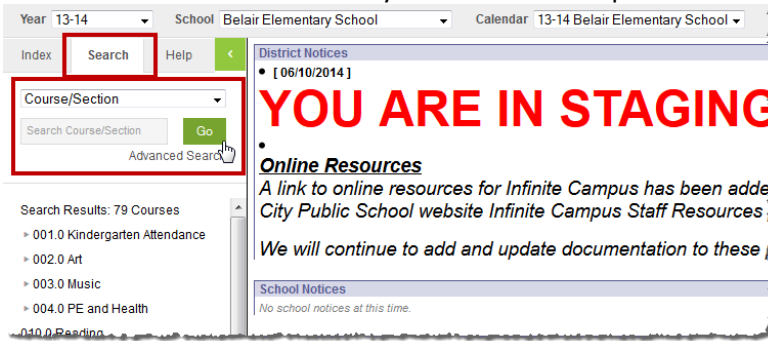 Year 13-14 School Belair Elementary School Calendar 13-14 Belair Elementary School
Index Search Help <
Course/Section
Search Course/Section Go
Advanced Search
Search Results: 79 Courses
001.0 Kindergarten Attendance
002.0 Art
003.0 Music
004.0 PE and Health
010.0 Reading
District Notices
• [ 06/10/2014 ]
YOU ARE IN STAGING
•
Online Resources
A link to online resources for Infinite Campus has been adde
City Public School website Infinite Campus Staff Resources
We will continue to add and update documentation to these
School Notices
No school notices at this time.